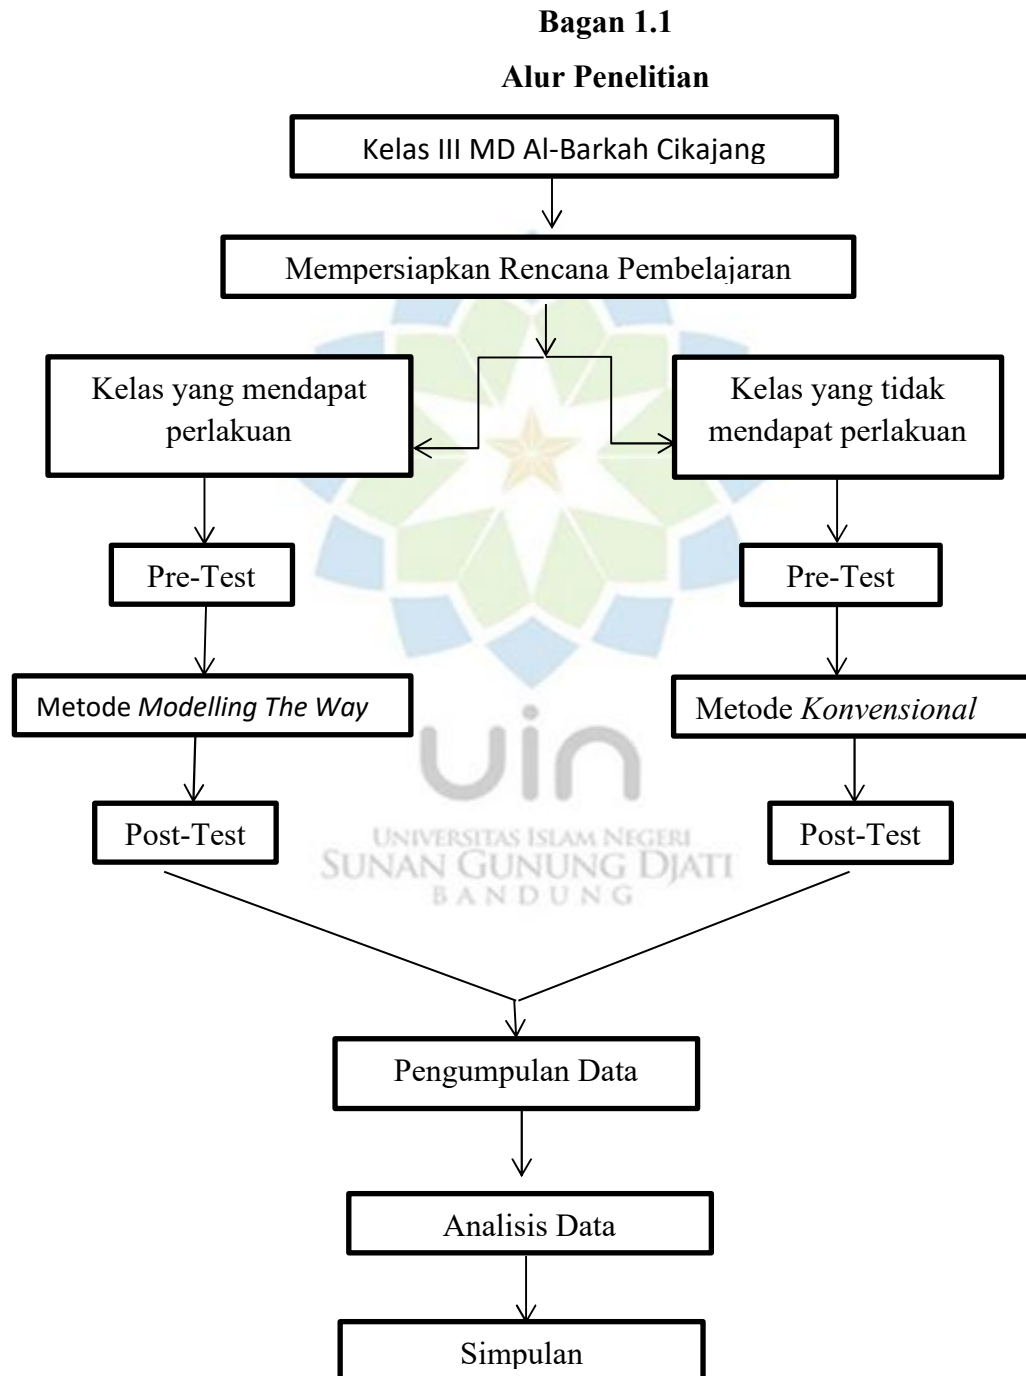 Bagan 1.1
Alur Penelitian
Kelas III MD Al-Barkah Cikajang
Mempersiapkan Rencana Pembelajaran
Kelas yang mendapat
perlakuan
Kelas yang tidak
mendapat perlakuan
Pre-Test
Pre-Test
Metode Modelling The Way
Metode Konvensional
uin
Post-Test
Post-Test
UNIVERSITAS ISLAM NEGERI
SUNAN GUNUNG DJATI
BANDUNG
Pengumpulan Data
Analisis Data
Simpulan